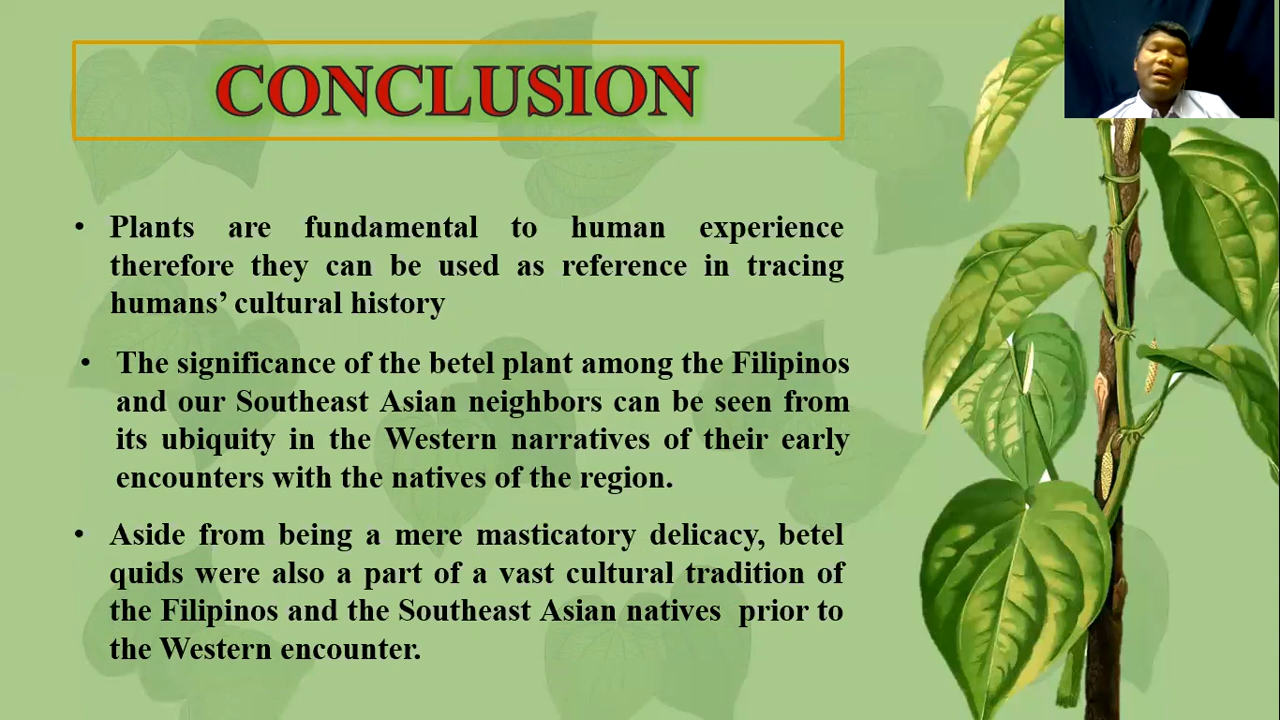 CONCLUSION
• Plants are fundamental to human experience
therefore they can be used as reference in tracing
humans’ cultural history
• The significance of the betel plant among the Filipinos
and our Southeast Asian neighbors can be seen from
its ubiquity in the Western narratives of their early
encounters with the natives of the region.
• Aside from being a mere masticatory delicacy, betel
quids were also a part of a vast cultural tradition of
the Filipinos and the Southeast Asian natives prior to
the Western encounter.